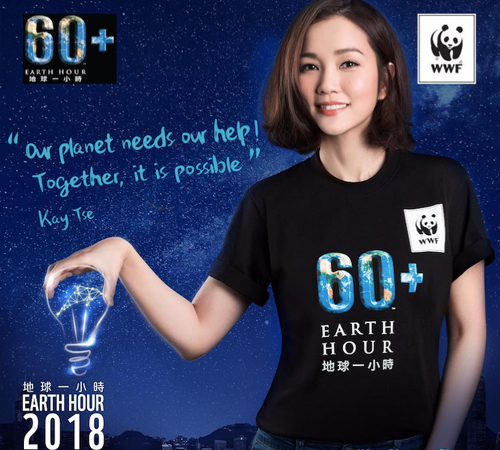 60+
EARTH HOUR
地球一小時
WWF
"Our planet needs our help!
Together, it is possible"
Kay Tse
WWF
60+
EARTH
HOUR
地球一小時
地球一小時
EARTH HOUR
2018